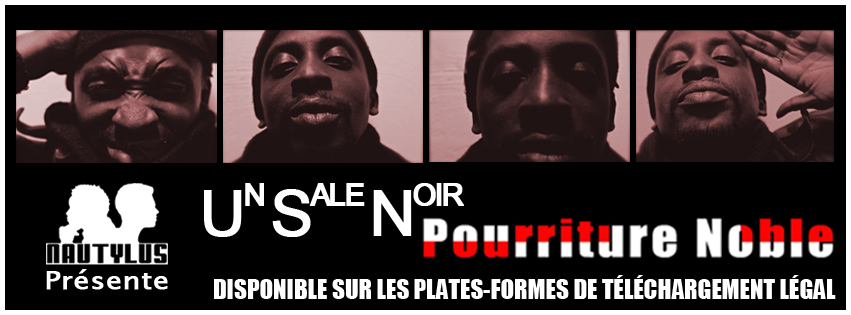 UN SALE NOIR
Pourriture Noble
NAUTYLUS
Présente
DISPONIBLE SUR LES PLATES-FORMES DE TÉLÉCHARGEMENT LÉGAL